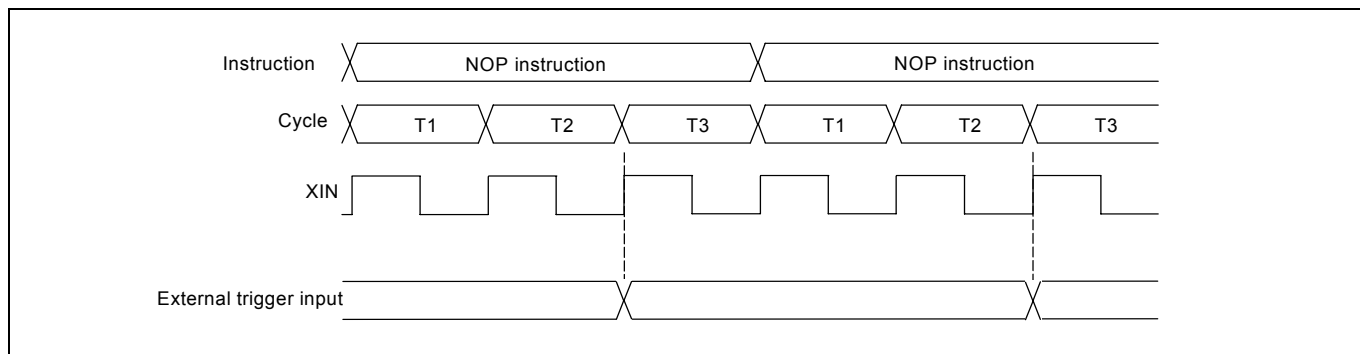 Instruction NOP instruction NOP instruction
Cycle T1 T2 T3 T1 T2 T3
XIN
External trigger input